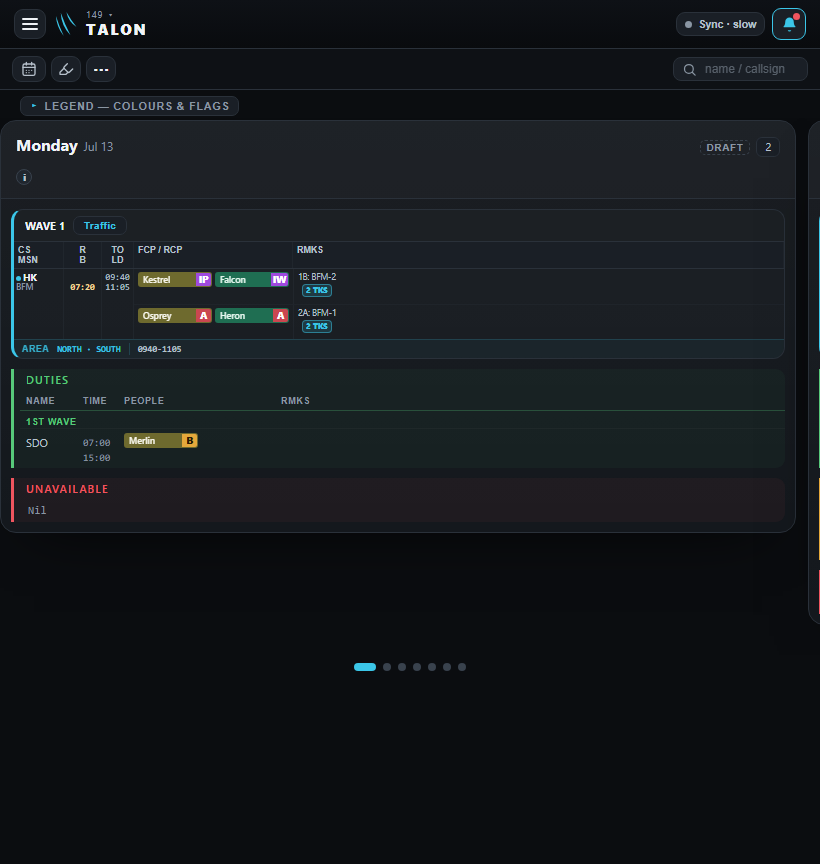 149 ·
TALON
Sync · slow
name / callsign
LEGEND — COLOURS & FLAGS
Monday Jul 13
DRAFT 2
i
WAVE 1 Traffic
CS MSN R B TO LD FCP / RCP RMKS
HK BFM 07:20 09:40 11:05 Kestrel IP Falcon IW 1B: BFM-2
2 TKS
Osprey A Heron A 2A: BFM-1
2 TKS
AREA NORTH · SOUTH 0940-1105
DUTIES
NAME TIME PEOPLE RMKS
1ST WAVE
SDO 07:00 Merlin B
15:00
UNAVAILABLE
Nil